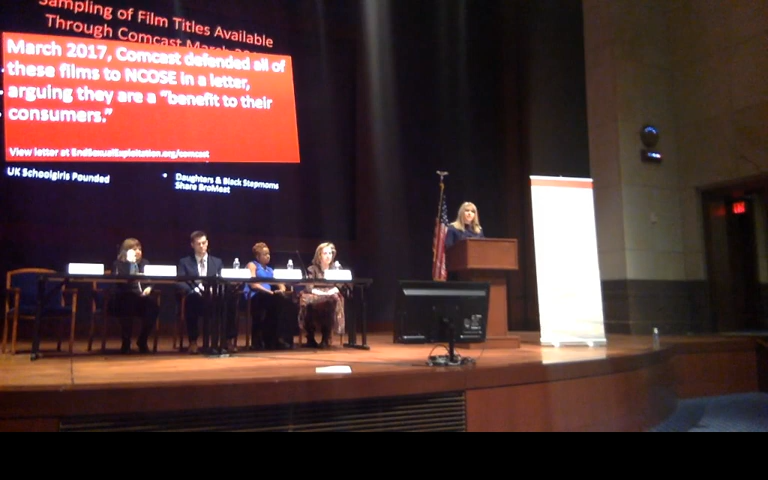 Sampling of Film Titles Available
Through Comcast March
March 2017, Comcast defended all of
these films to NCOSE in a letter,
arguing they are a "benefit to their
consumers."
View letter at EndSexualExploitation.org/comcast
UK Schoolgirls Pounded
• Daughters & Black Stepmoms
Share BroMeat
EXIT